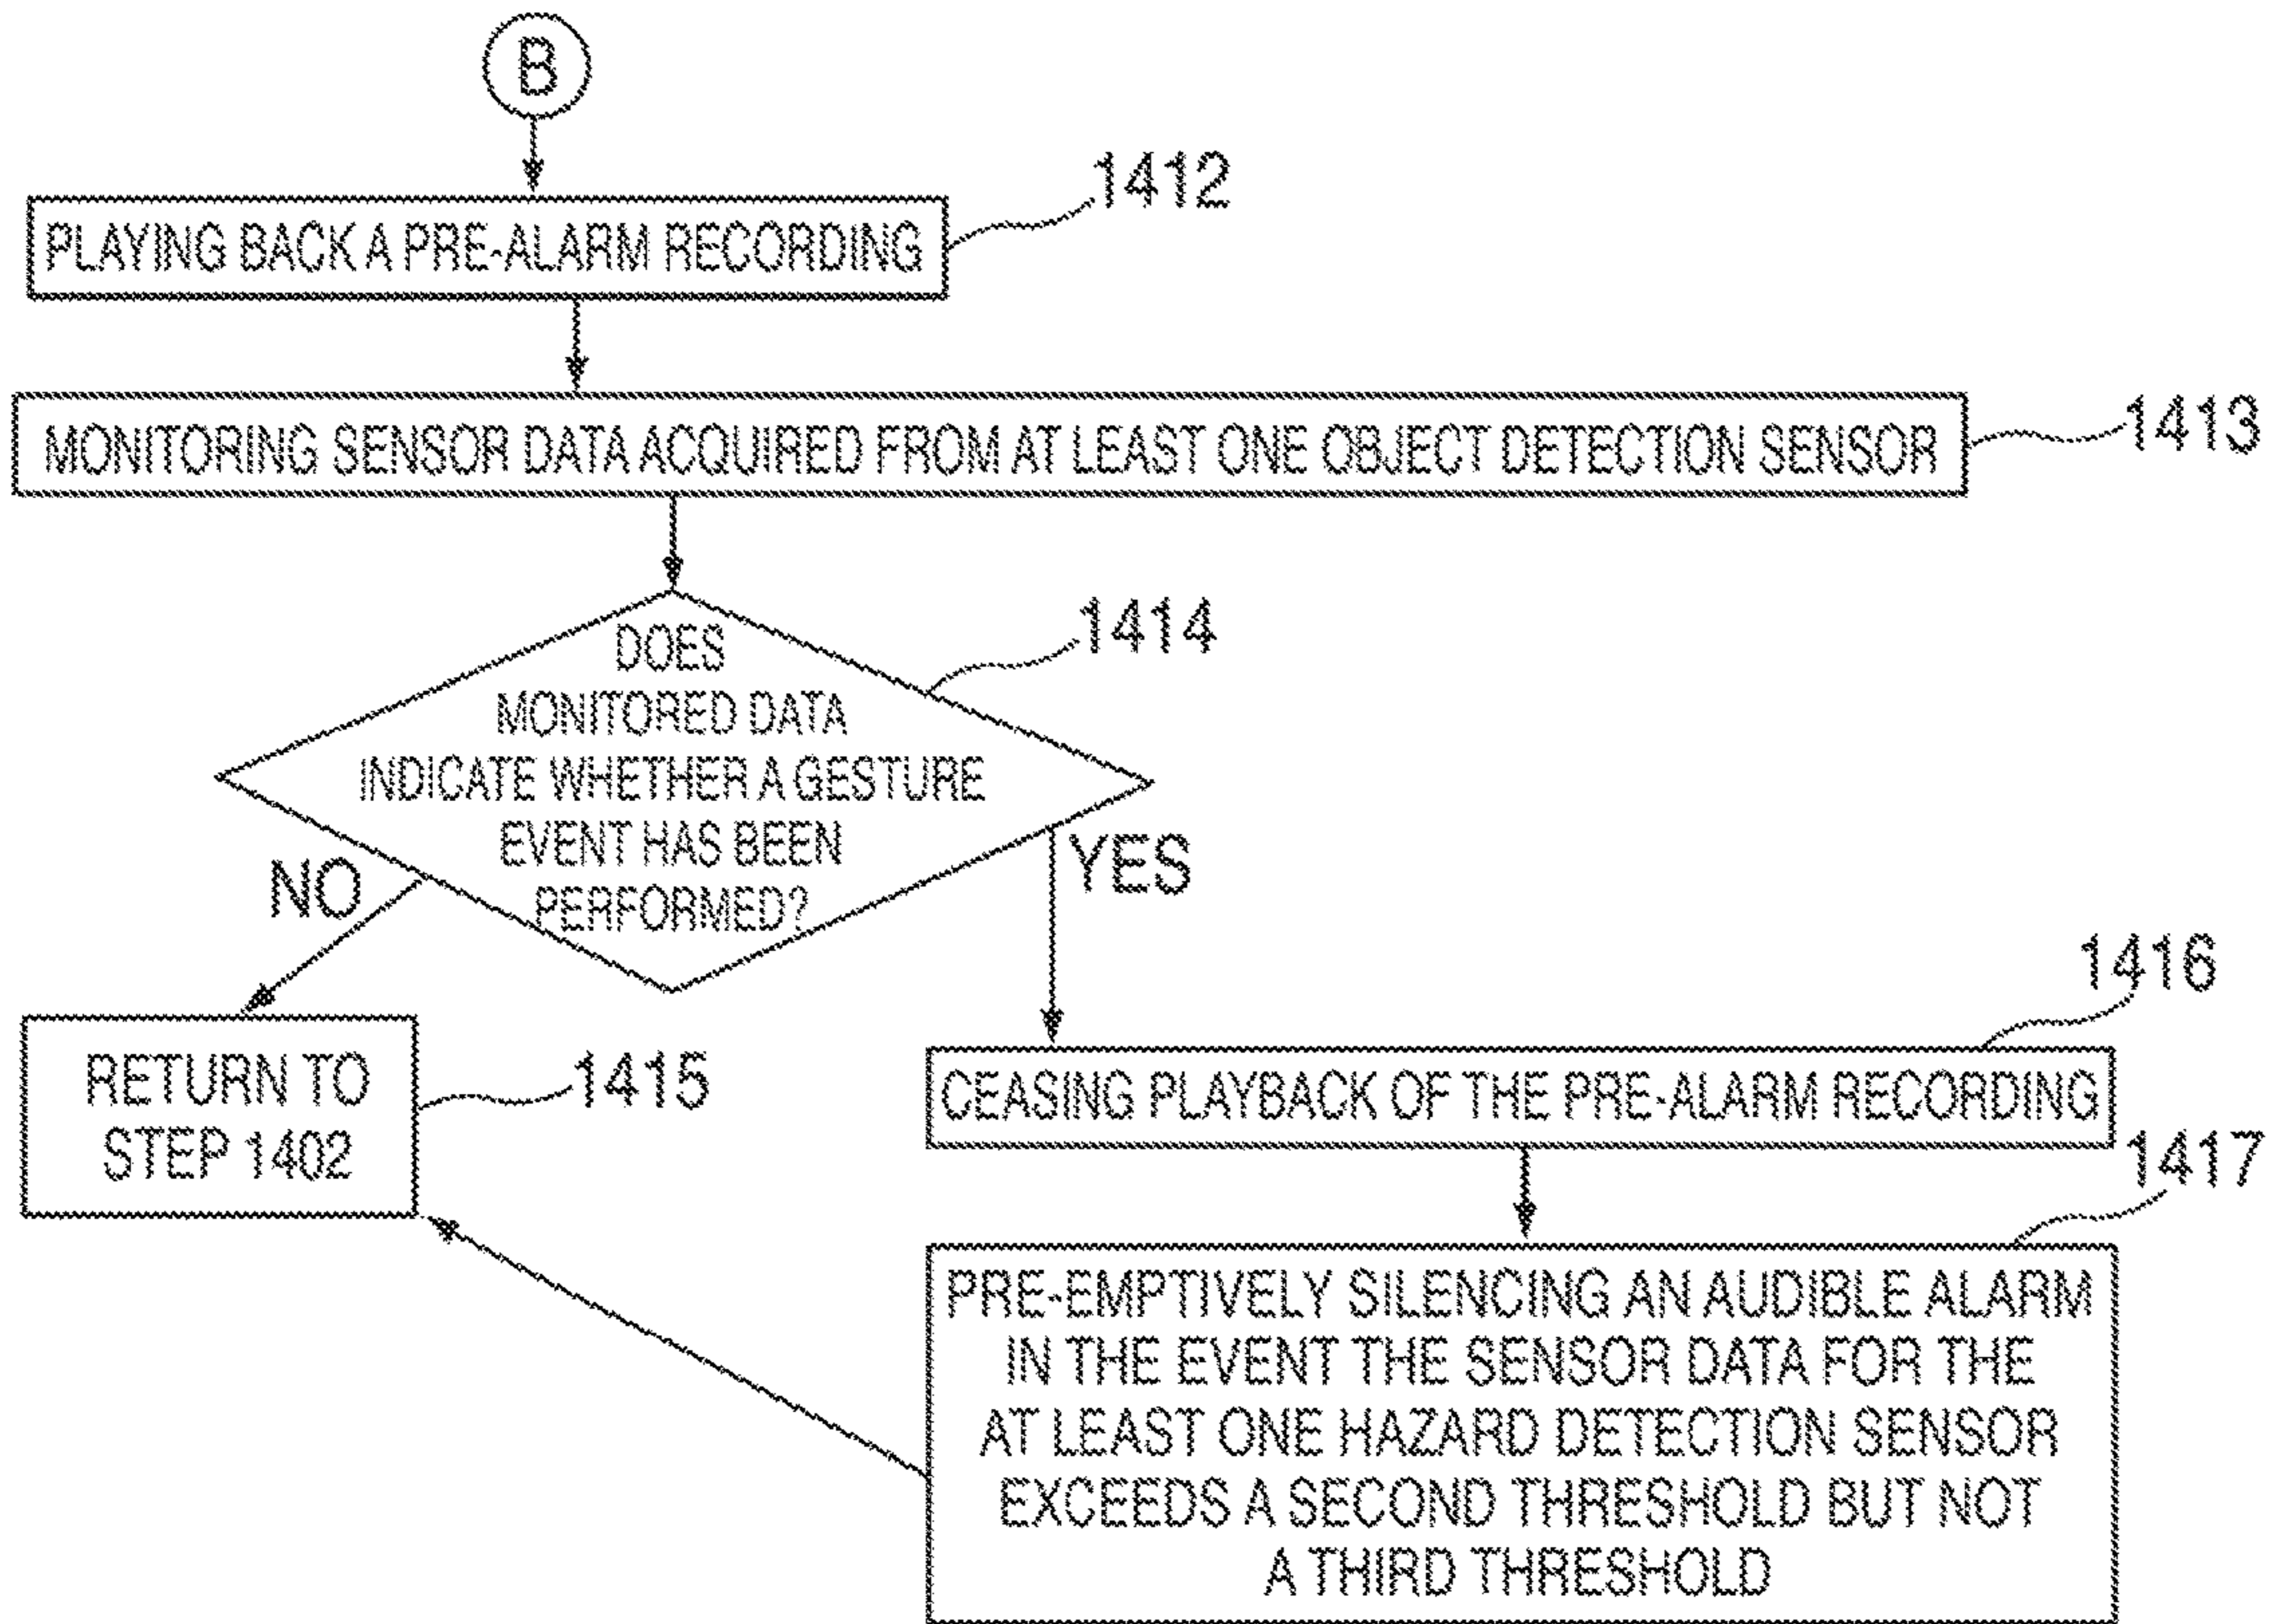 B
1412
PLAYING BACK A PRE-ALARM RECORDING
1413
MONITORING SENSOR DATA ACQUIRED FROM AT LEAST ONE OBJECT DETECTION SENSOR
1414
DOES
MONITORED DATA
INDICATE WHETHER A GESTURE
EVENT HAS BEEN
PERFORMED?
NO
YES
RETURN TO
STEP 1402
1415
1416
CEASING PLAYBACK OF THE PRE-ALARM RECORDING
1417
PRE-EMPTIVELY SILENCING AN AUDIBLE ALARM
IN THE EVENT THE SENSOR DATA FOR THE
AT LEAST ONE HAZARD DETECTION SENSOR
EXCEEDS A SECOND THRESHOLD BUT NOT
A THIRD THRESHOLD